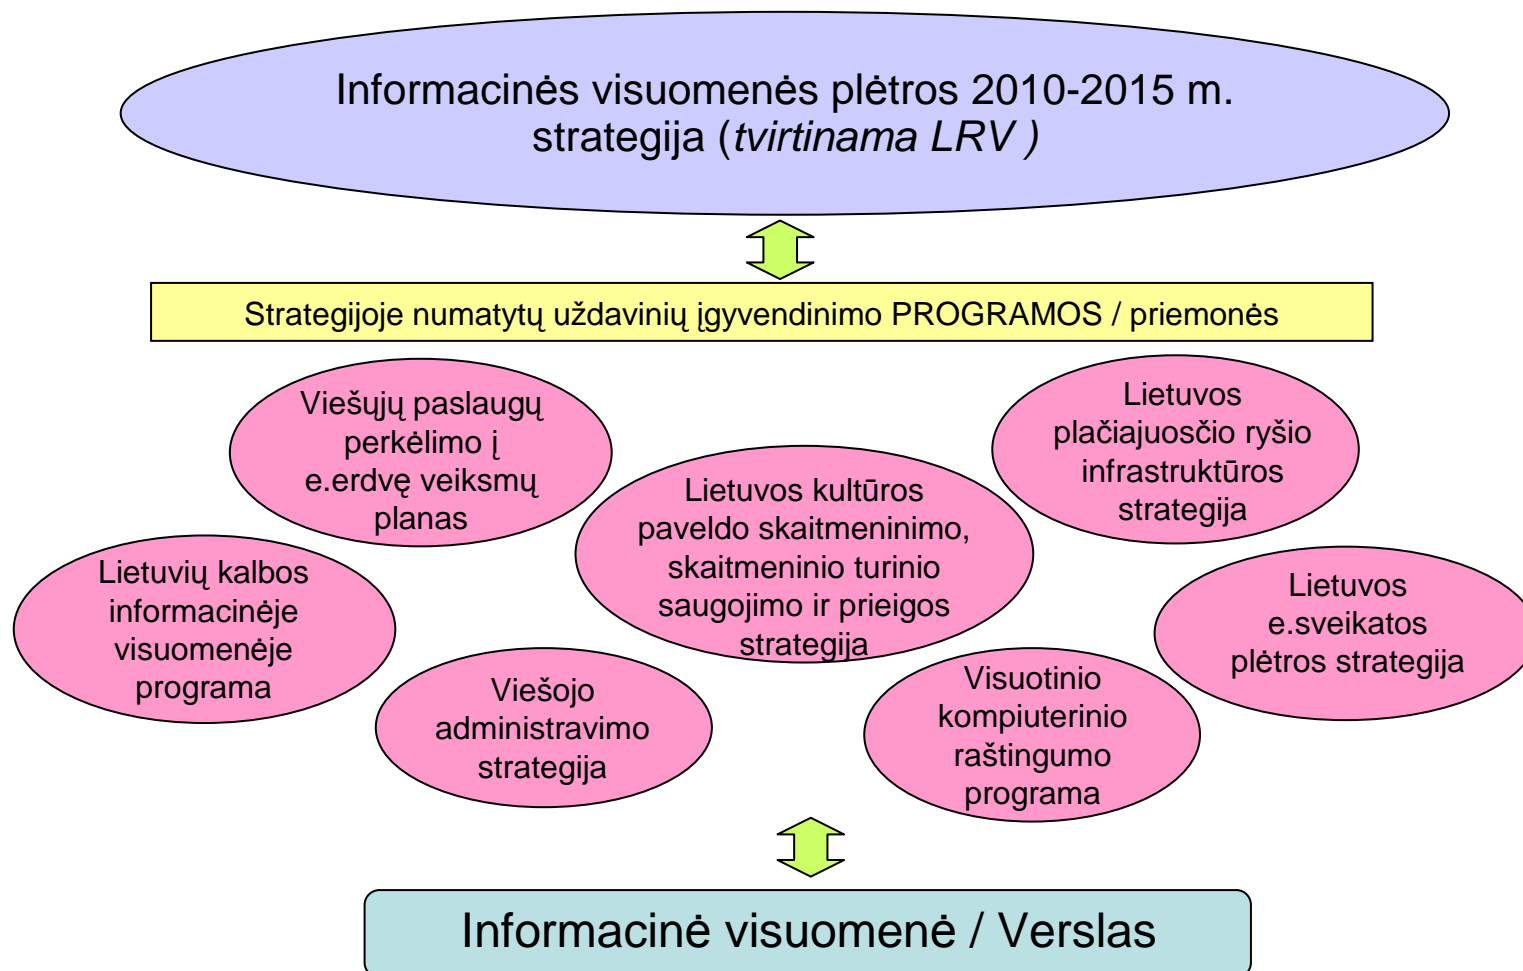 Informacinės visuomenės plėtros 2010-2015 m.
strategija (tvirtinama LRV )
Strategijoje numatytų uždavinių įgyvendinimo PROGRAMOS / priemonės
Viešųjų paslaugų
perkėlimo į
e.erdvę veiksmų
planas
Lietuvos
plačiajuosčio ryšio
infrastruktūros
strategija
Lietuvos kultūros
paveldo skaitmeninimo,
skaitmeninio turinio
saugojimo ir prieigos
strategija
Lietuvių kalbos
informacinėje
visuomenėje
programa
Lietuvos
e.sveikatos
plėtros strategija
Viešojo
administravimo
strategija
Visuotinio
kompiuterinio
raštingumo
programa
Informacinė visuomenė / Verslas